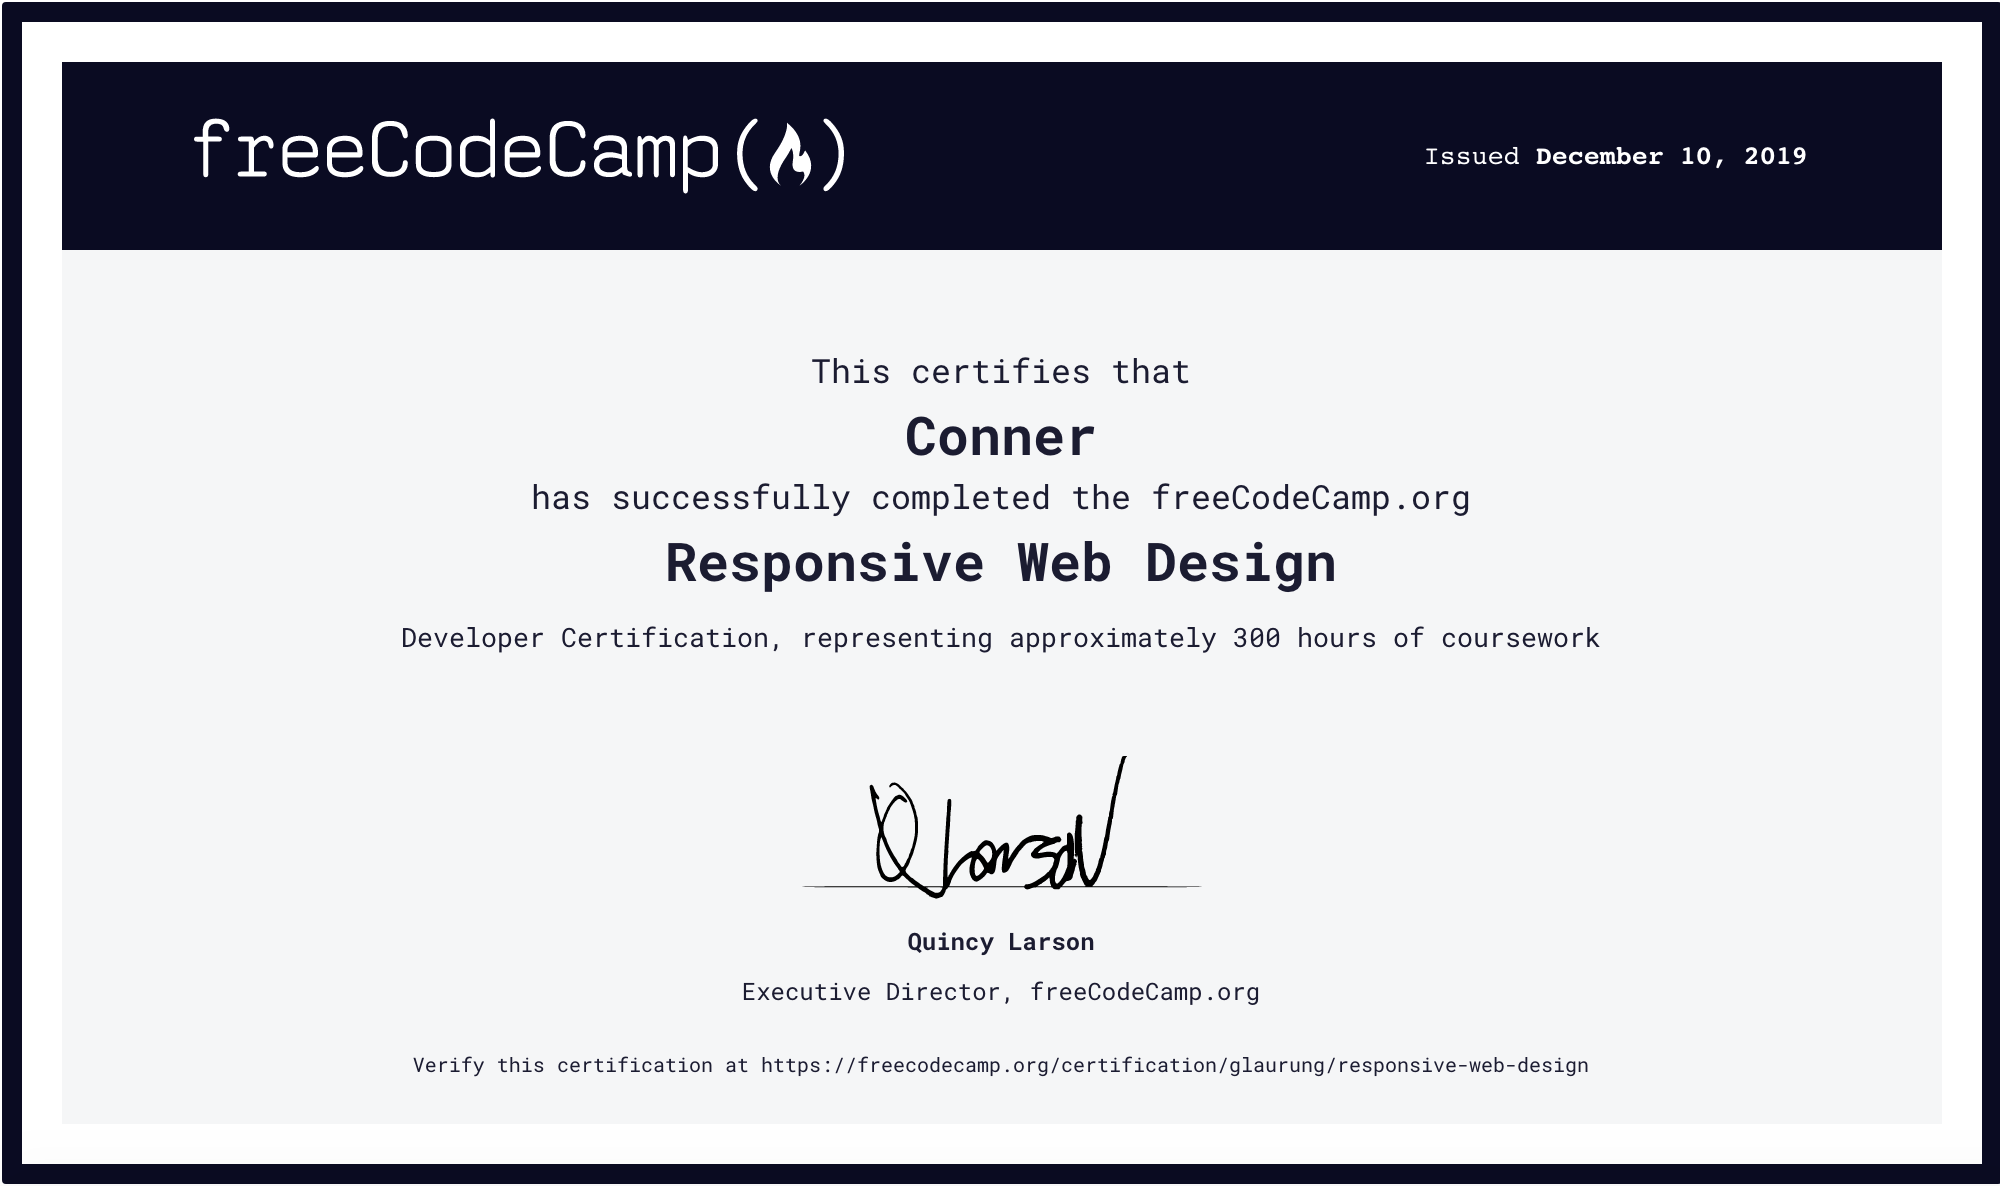 freeCodeCamp(🔥)
Issued December 10, 2019
This certifies that
Conner
has successfully completed the freeCodeCamp.org
Responsive Web Design
Developer Certification, representing approximately 300 hours of coursework
Q Larson
Quincy Larson
Executive Director, freeCodeCamp.org
Verify this certification at https://freecodecamp.org/certification/glaurung/responsive-web-design